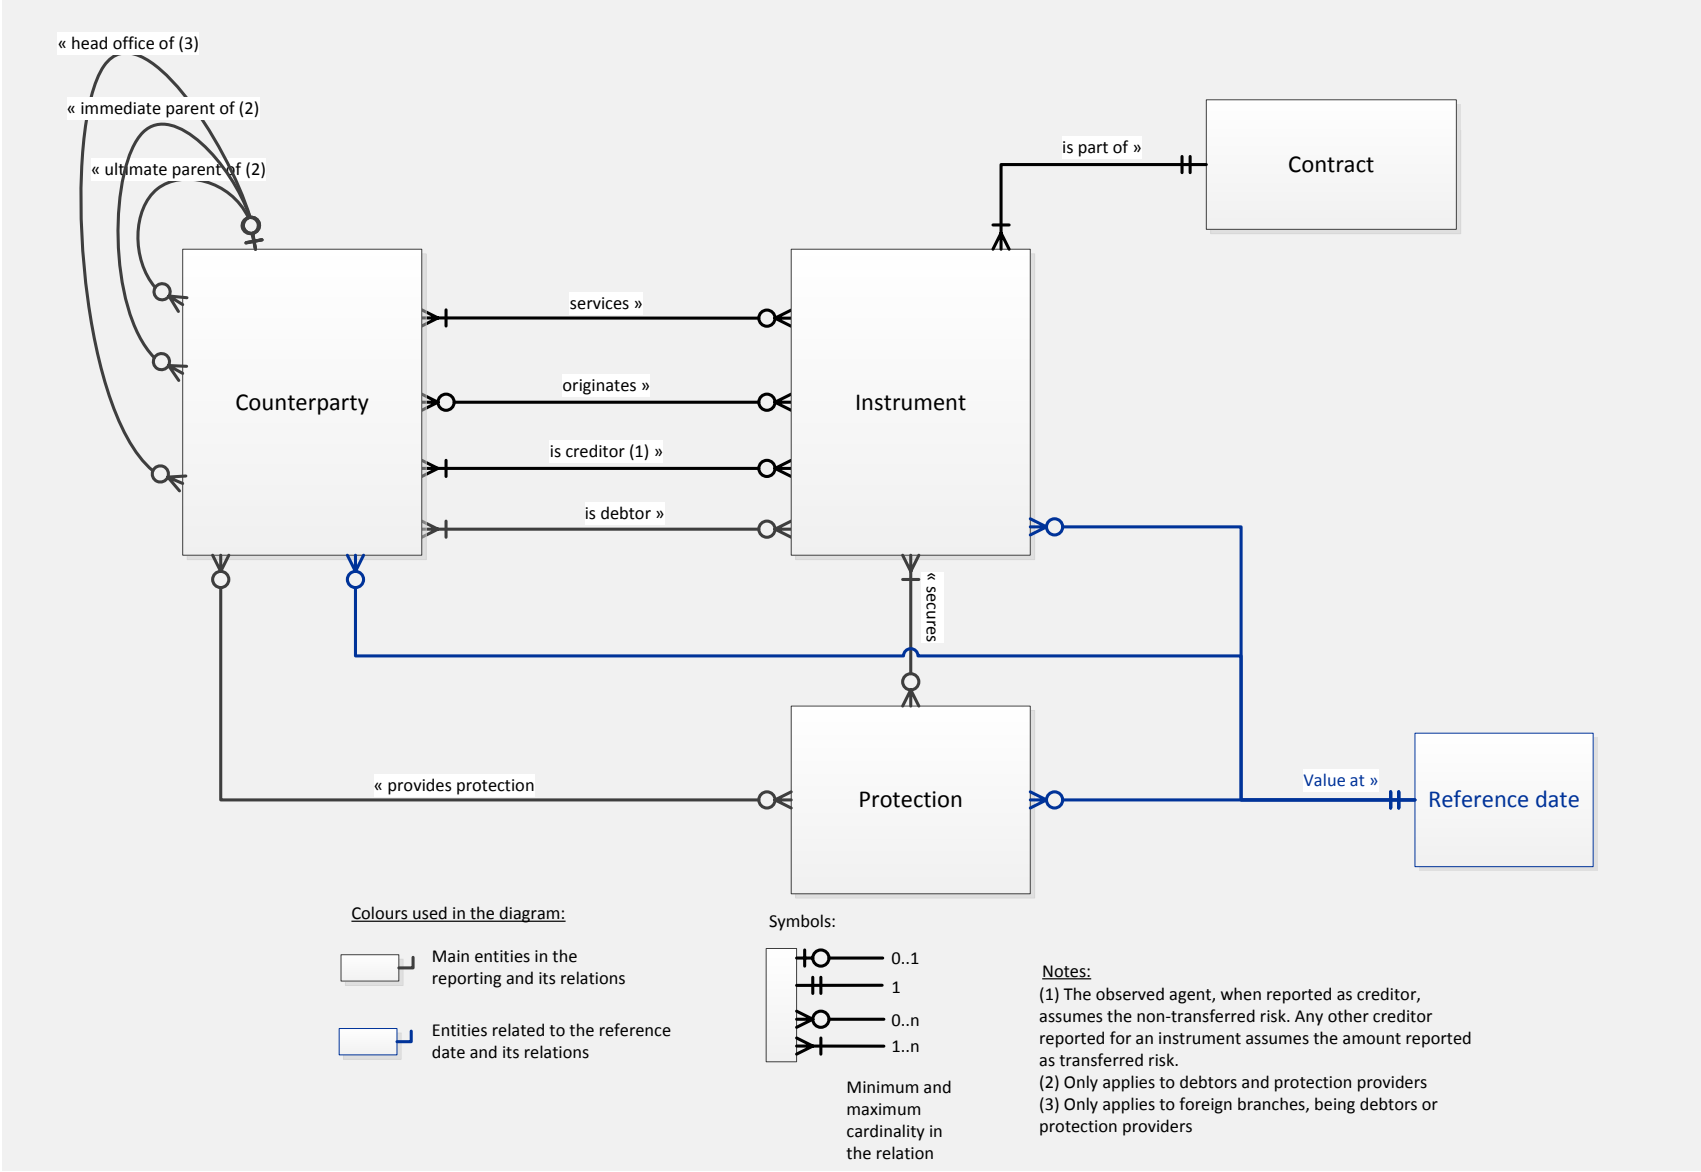 « head office of (3)
« immediate parent of (2)
« ultimate parent of (2)
is part of »
Contract
services »
originates »
Counterparty
Instrument
is creditor (1) »
is debtor »
« secures
« provides protection
Protection
Value at »
Reference date
Colours used in the diagram:
Main entities in the
reporting and its relations
Entities related to the reference
date and its relations
Symbols:
0..1
1
0..n
1..n
Minimum and
maximum
cardinality in
the relation
Notes:
(1) The observed agent, when reported as creditor,
assumes the non-transferred risk. Any other creditor
reported for an instrument assumes the amount reported
as transferred risk.
(2) Only applies to debtors and protection providers
(3) Only applies to foreign branches, being debtors or
protection providers